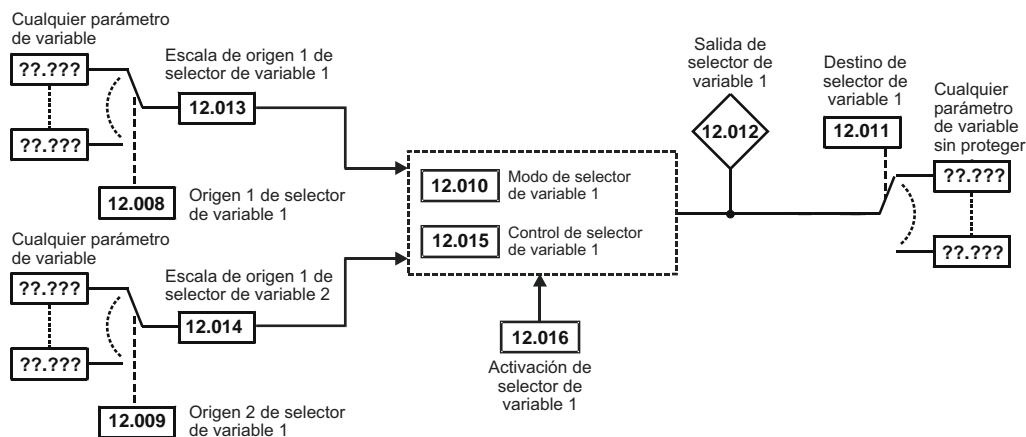 Cualquier parámetro
de variable
??.???
??.???
Escala de origen 1 de
selector de variable 1
12.013
12.008
Origen 1 de selector
de variable 1
Cualquier parámetro
de variable
??.???
??.???
Escala de origen 1 de
selector de variable 2
12.014
12.009
Origen 2 de selector
de variable 1
12.010
Modo de selector
de variable 1
12.015
Control de selector
de variable 1
12.016
Activación de
selector de
variable 1
Salida de
selector de
variable 1
12.012
Destino de
selector de
variable 1
12.011
Cualquier
parámetro
de variable
sin proteger
??.???
??.???